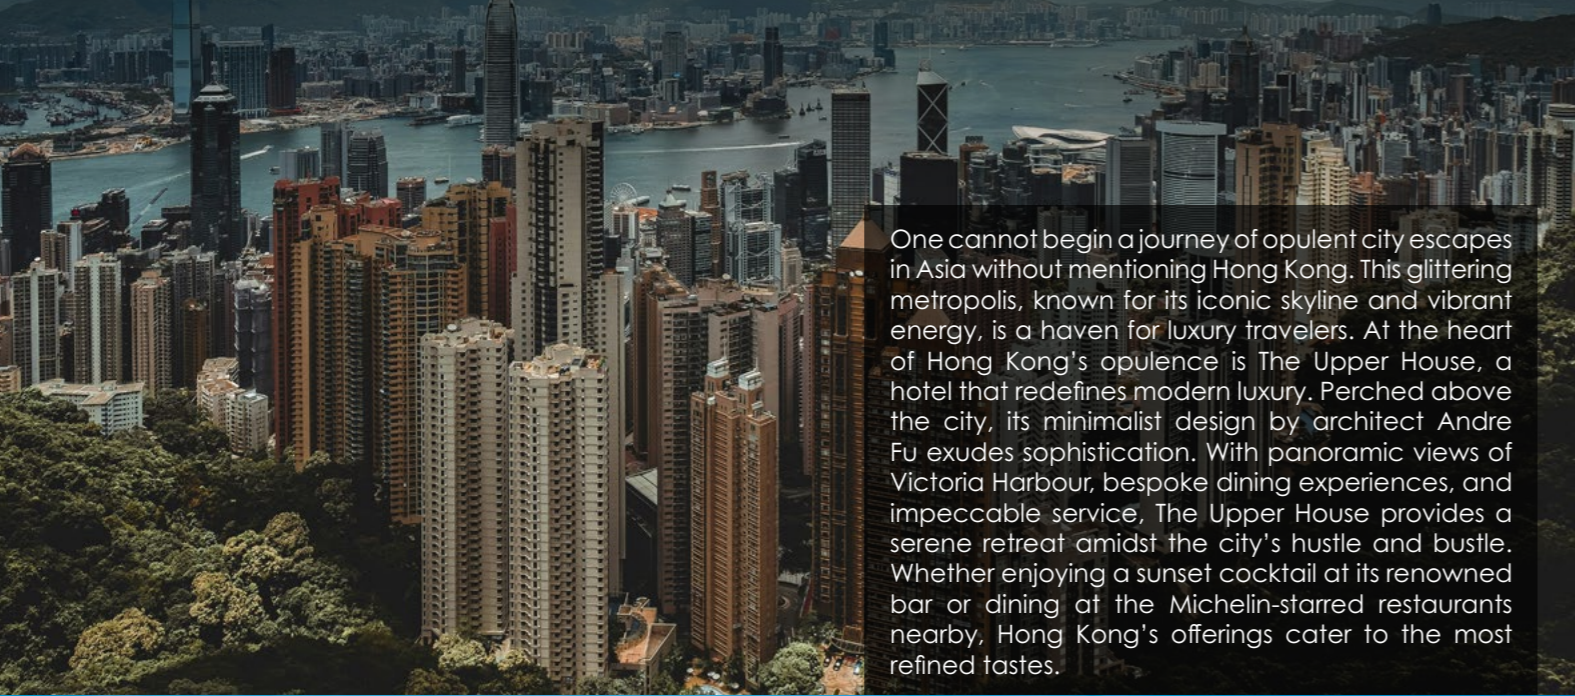 One cannot begin a journey of opulent city escapes
in Asia without mentioning Hong Kong. This glittering
metropolis, known for its iconic skyline and vibrant
energy, is a haven for luxury travelers. At the heart
of Hong Kong’s opulence is The Upper House, a
hotel that redefines modern luxury. Perched above
the city, its minimalist design by architect Andre
Fu exudes sophistication. With panoramic views of
Victoria Harbour, bespoke dining experiences, and
impeccable service, The Upper House provides a
serene retreat amidst the city’s hustle and bustle.
Whether enjoying a sunset cocktail at its renowned
bar or dining at the Michelin-starred restaurants
nearby, Hong Kong’s offerings cater to the most
refined tastes.